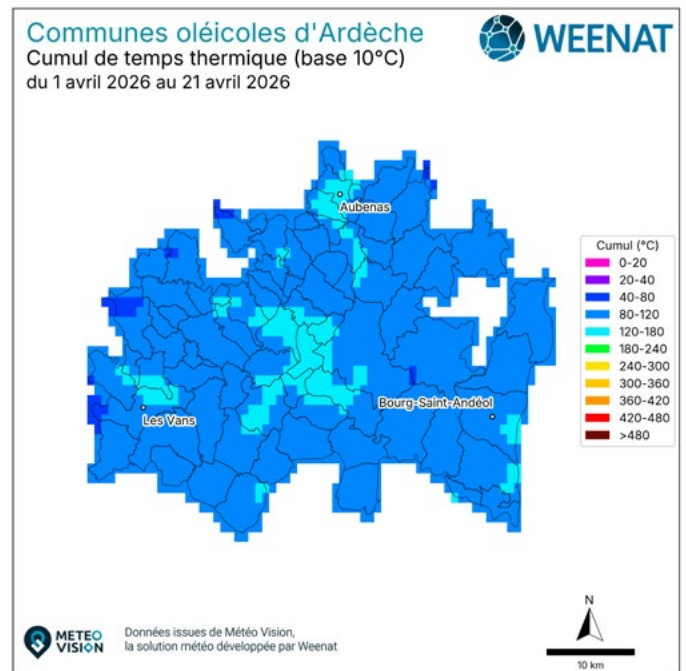 Communes oléicoles d'Ardèche
Cumul de temps thermique (base 10°C)
du 1 avril 2026 au 21 avril 2026
WEENAT
Aubenas
Cumul (°C)
0-20
20-40
40-80
80-120
120-180
180-240
240-300
300-360
360-420
420-480
>480
Bourg-Saint-Andéol
Les Vans
METEO
VISION
Données issues de Météo Vision,
la solution météo développée par Weenat
N
10 km